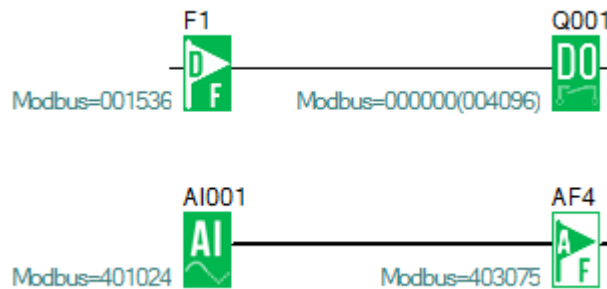 F1
Q001
D
F
DO
Modbus=001536
Modbus=000000(004096)
AI001
AF4
AI
A
F
Modbus=401024
Modbus=403075